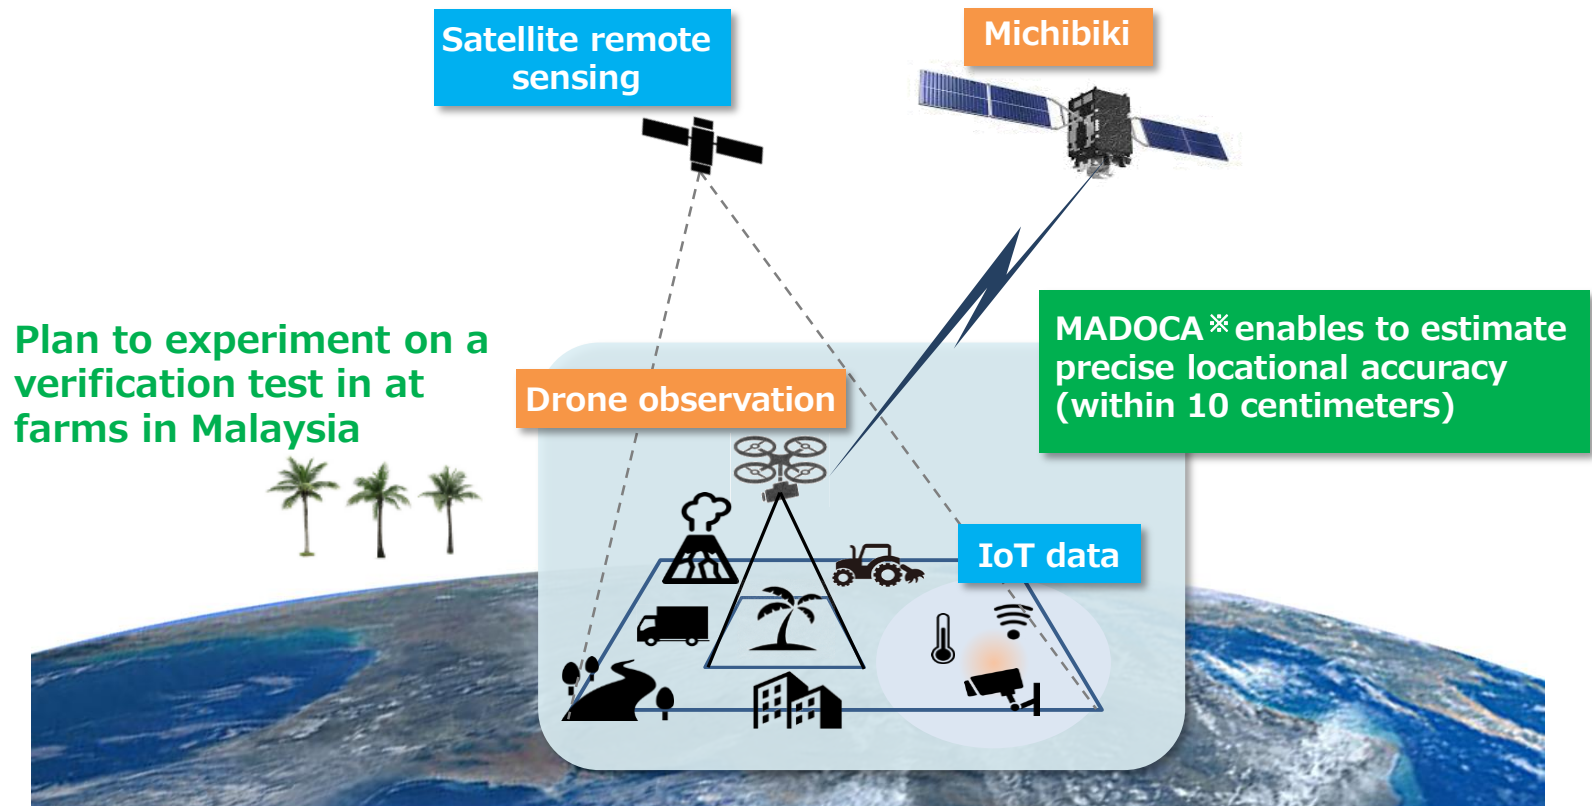 Satellite remote
sensing
Michibiki
Plan to experiment on a
verification test in at
farms in Malaysia
MADOCA※enables to estimate
precise locational accuracy
(within 10 centimeters)
Drone observation
IoT data